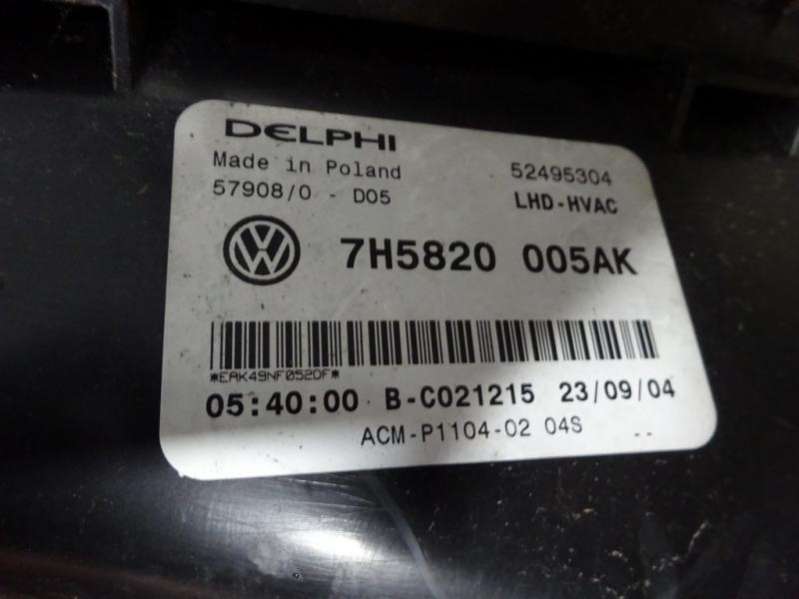 DELPHI
Made in Poland
52495304
57908/0 - D05
LHD-HVAC
7H5820 005AK
*EAK49NF052DF*
05:40:00 B-C021215 23/09/04
ACM-P1104-02 04S --